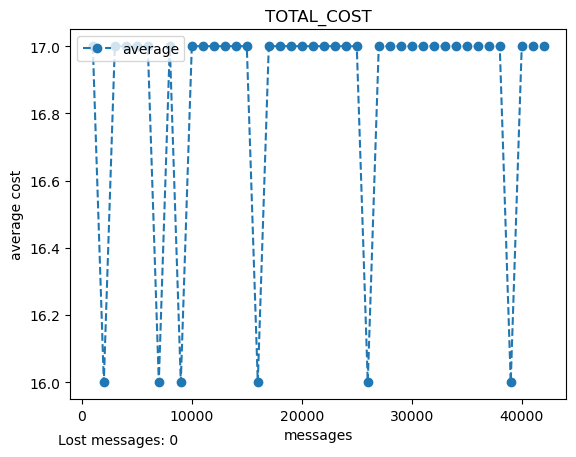 TOTAL_COST
average
average cost
17.0
16.8
16.6
16.4
16.2
16.0
0 10000 20000 30000 40000
messages
Lost messages: 0